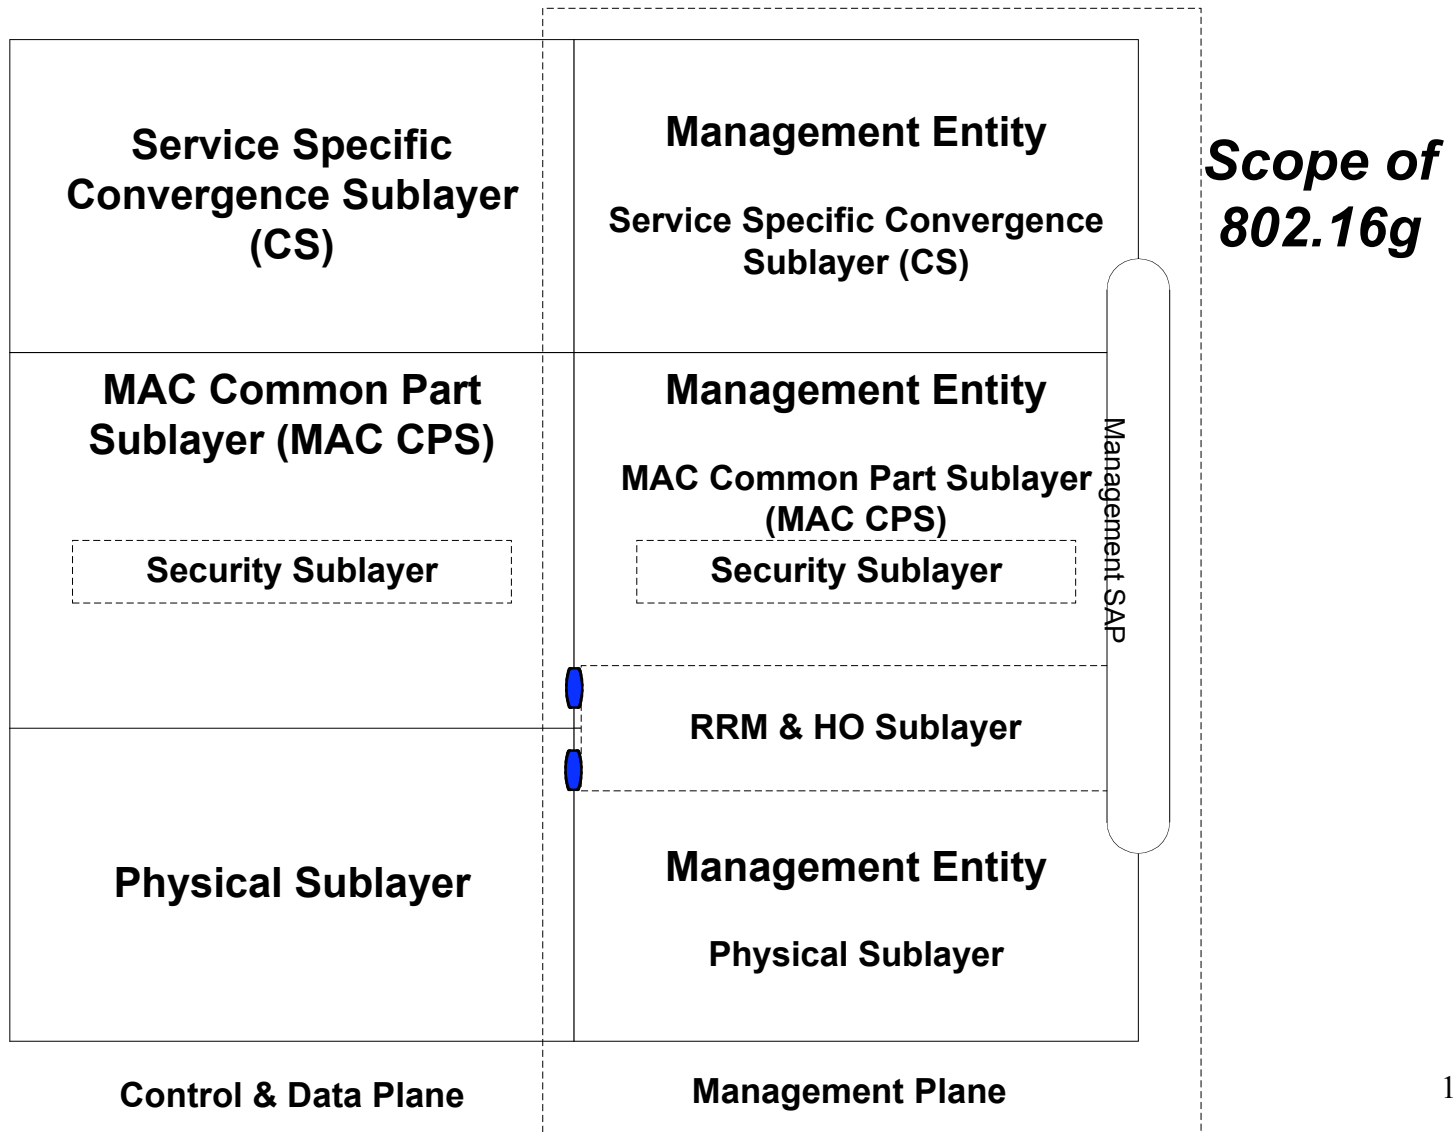 Service Specific
Convergence Sublayer
(CS)
Management Entity
Service Specific Convergence
Sublayer (CS)
Scope of
802.16g
MAC Common Part
Sublayer (MAC CPS)
Security Sublayer
Management Entity
MAC Common Part Sublayer
(MAC CPS)
Security Sublayer
Management SAP
RRM & HO Sublayer
Physical Sublayer
Management Entity
Physical Sublayer
Control & Data Plane
Management Plane
1